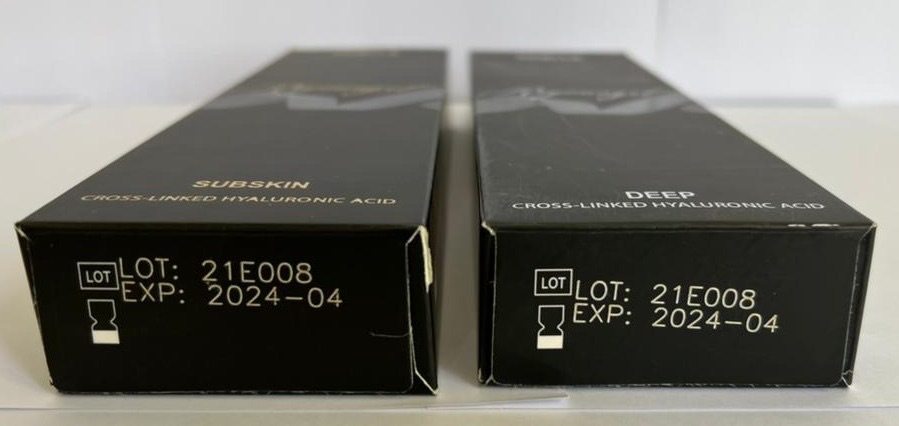 SUBSKIN
CROSS-LINKED HYALURONIC ACID
LOT LOT: 21E008
EXP: 2024-04
DEEP
CROSS-LINKED HYALURONIC ACID
LOT LOT: 21E008
EXP: 2024-04